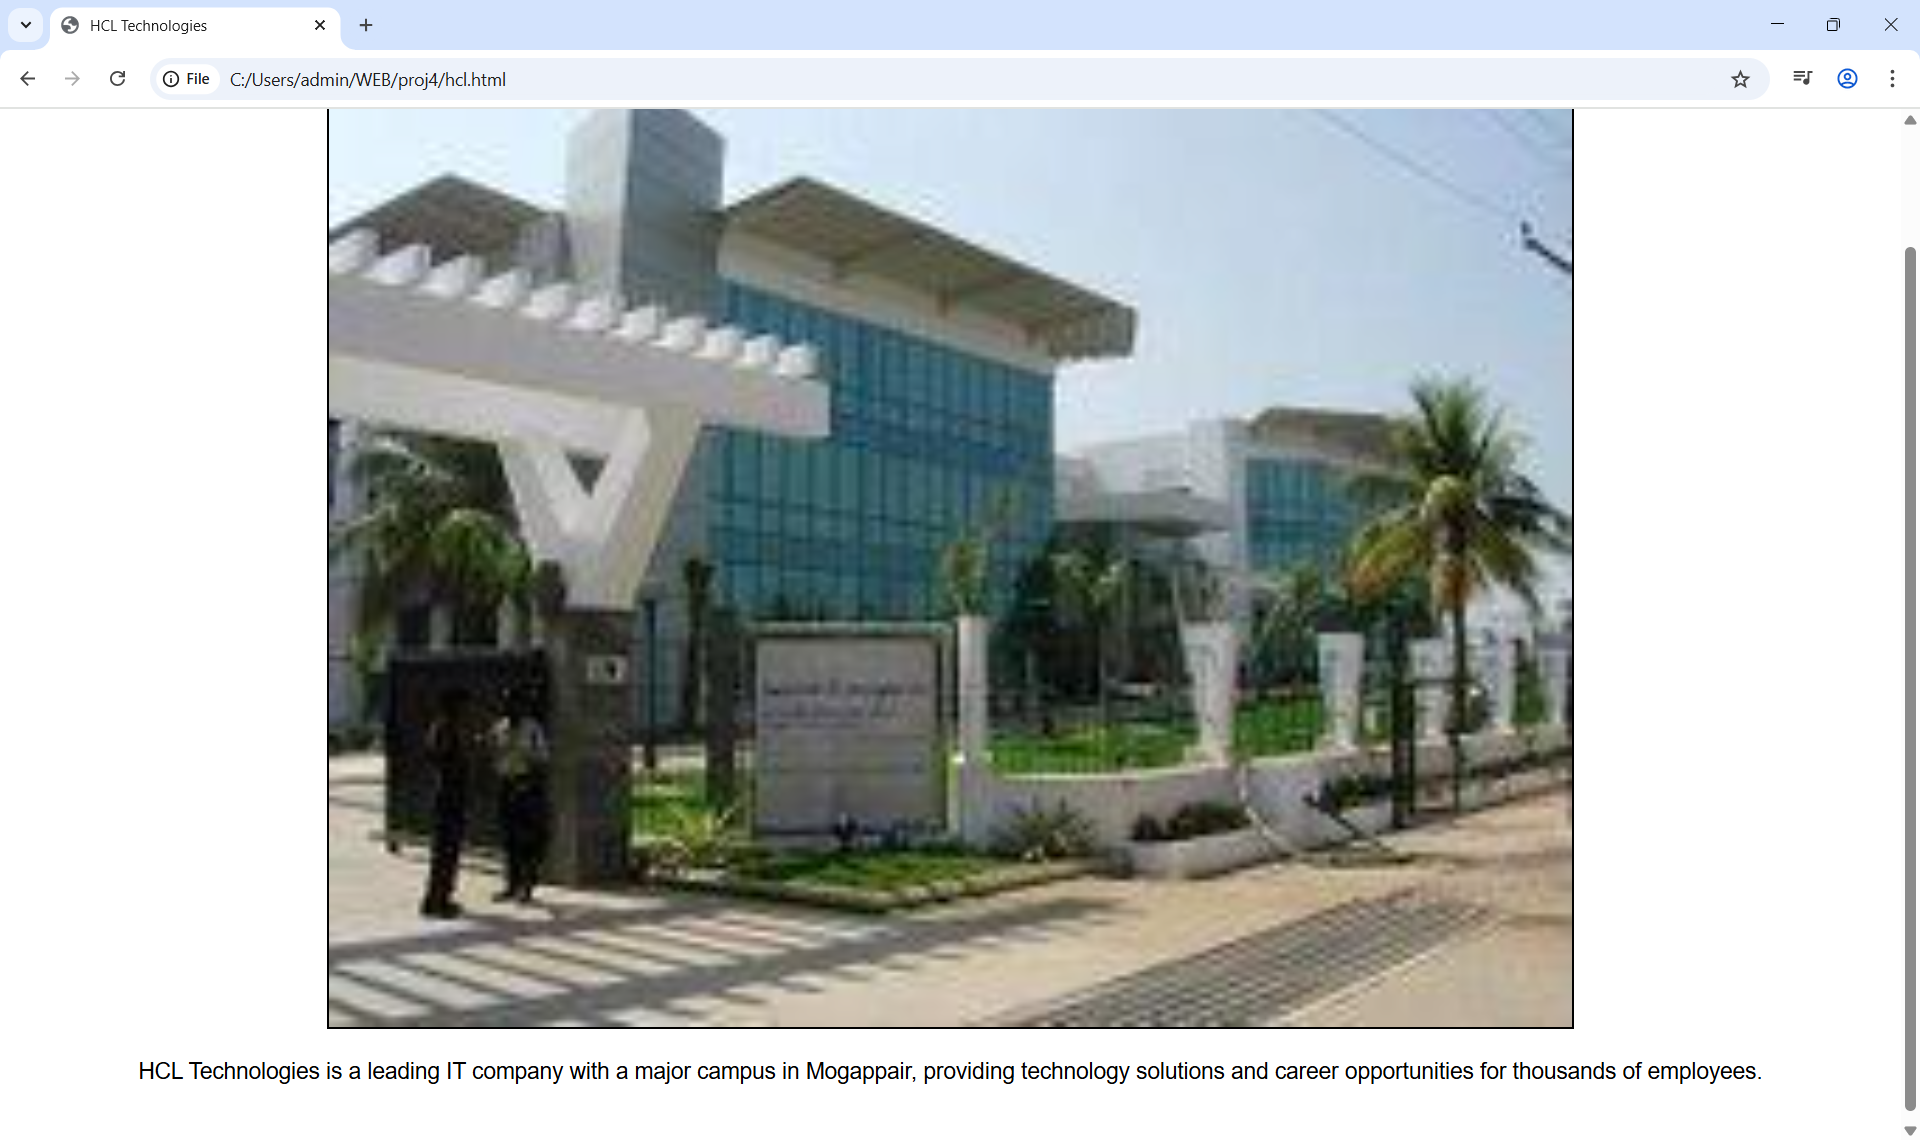 HCL Technologies
File
C:/Users/admin/WEB/proj4/hcl.html
HCL Technologies is a leading IT company with a major campus in Mogappair, providing technology solutions and career opportunities for thousands of employees.